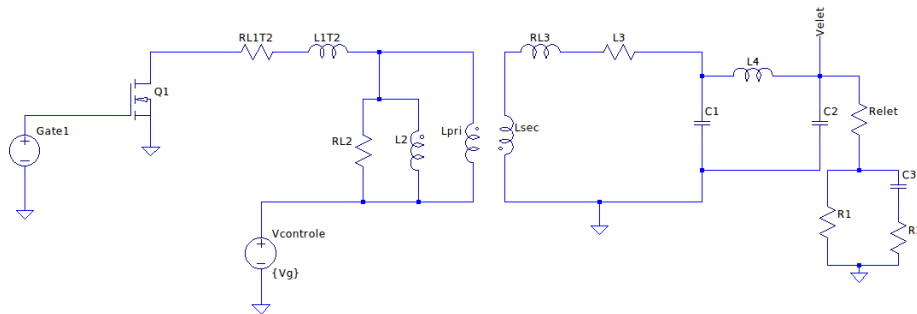 Velet
RL1T2
L1T2
RL3
L3
L4
Q1
Gate1
RL2
L2
Lpri
Lsec
C1
C2
Relet
C3
R1
Vcontrole
{Vg}